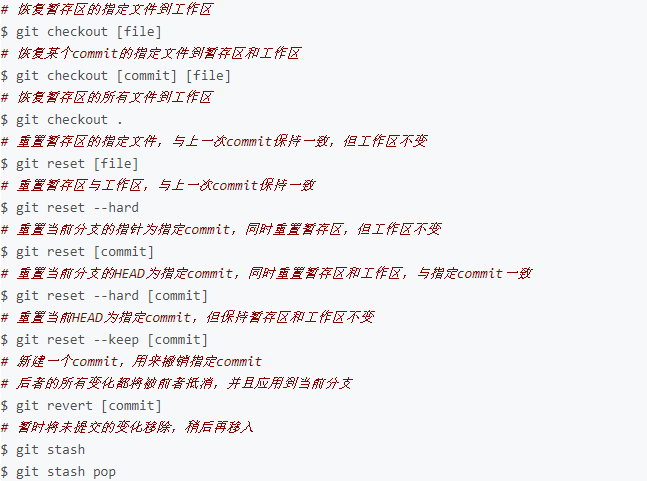 # 恢复暂存区的指定文件到工作区
$ git checkout [file]
# 恢复某个commit的指定文件到暂存区和工作区
$ git checkout [commit] [file]
# 恢复暂存区的所有文件到工作区
$ git checkout .
# 重置暂存区的指定文件，与上一次commit保持一致，但工作区不变
$ git reset [file]
# 重置暂存区与工作区，与上一次commit保持一致
$ git reset --hard
# 重置当前分支的指针为指定commit，同时重置暂存区，但工作区不变
$ git reset [commit]
# 重置当前分支的HEAD为指定commit，同时重置暂存区和工作区，与指定commit一致
$ git reset --hard [commit]
# 重置当前HEAD为指定commit，但保持暂存区和工作区不变
$ git reset --keep [commit]
# 新建一个commit，用来撤销指定commit
# 后者的所有变化都将被前者抵消，并且应用到当前分支
$ git revert [commit]
# 暂时将未提交的变化移除，稍后再移入
$ git stash
$ git stash pop